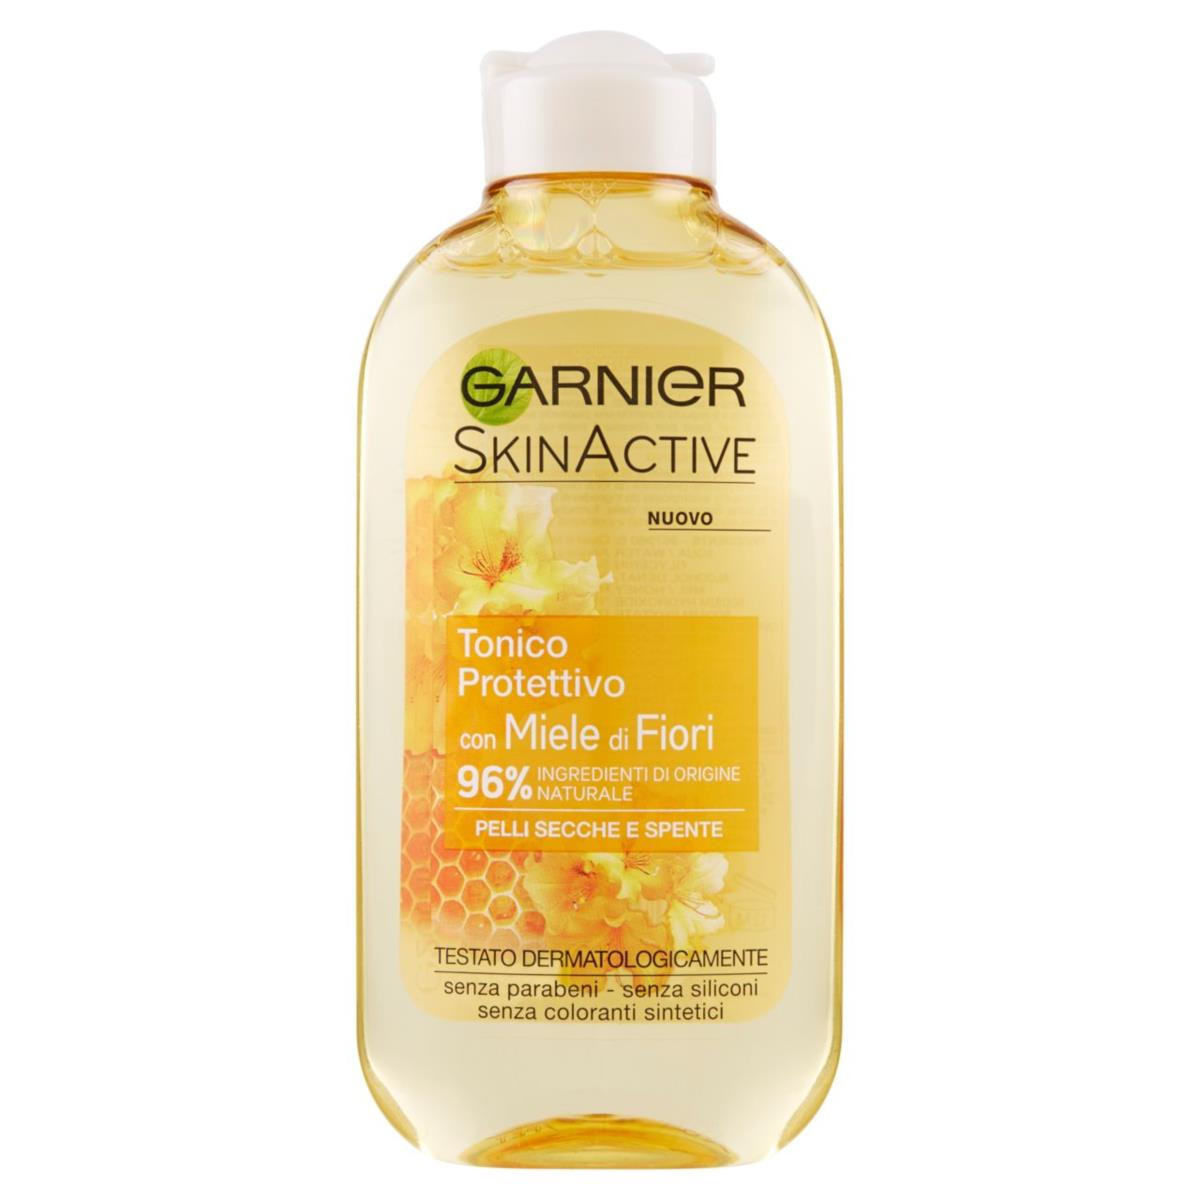 GARNIER
SKINACTIVE
NUOVO
Tonico
Protettivo
con Miele di Fiori
96% INGREDIENTI DI ORIGINE
NATURALE
PELLI SECCHE E SPENTE
TESTATO DERMATOLOGICAMENTE
senza parabeni - senza siliconi
senza coloranti sintetici